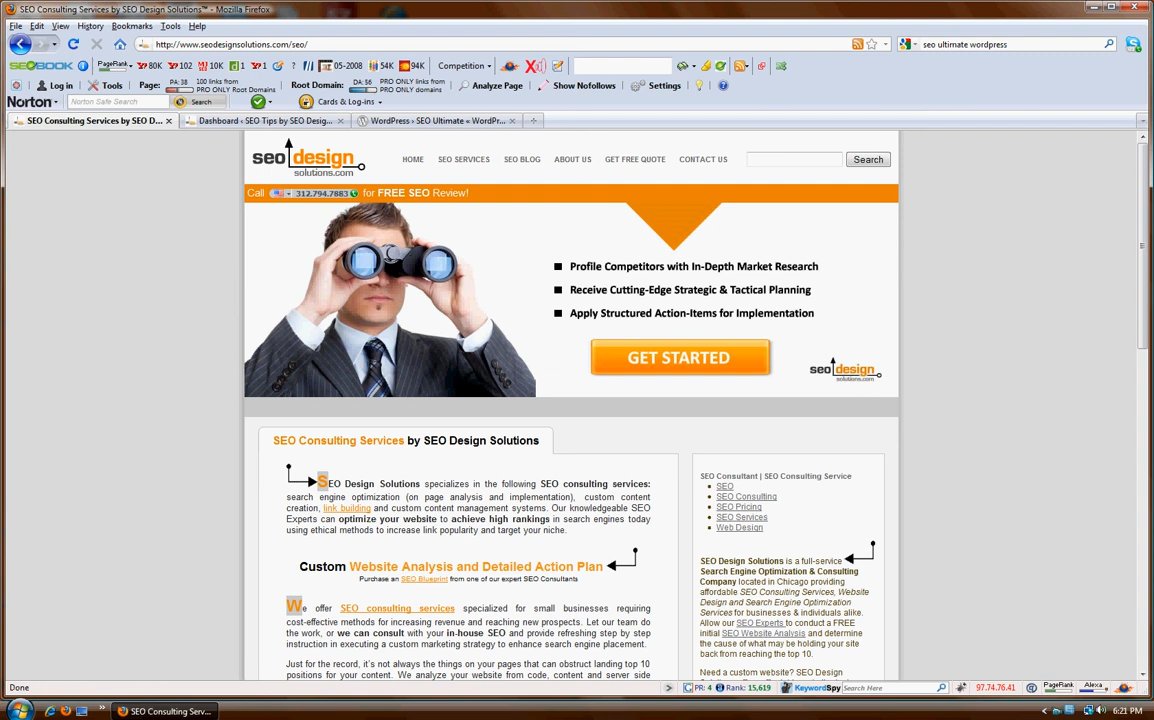 SEO Consulting Services by SEO Design Solutions™ - Mozilla Firefox
File Edit View History Bookmarks Tools Help
http://www.seodesignsolutions.com/seo/
seo ultimate wordpress
SEOBOOK PageRank 80K 102 10K 1 1 ? 05-2008 54K 94K Competition
Log in Tools Page: PA: 38 100 links from PRO ONLY Root Domains Root Domain: DA: 36 PRO ONLY links from PRO ONLY domains Analyze Page Show Nofollows Settings
Norton Norton Safe Search Search Cards & Log-ins
SEO Consulting Services by SEO D... Dashboard ‹ SEO Tips by SEO Desig... WordPress › SEO Ultimate « WordPr...
seo design
solutions.com
HOME SEO SERVICES SEO BLOG ABOUT US GET FREE QUOTE CONTACT US
Search
Call 312.794.7883 for FREE SEO Review!
Profile Competitors with In-Depth Market Research
Receive Cutting-Edge Strategic & Tactical Planning
Apply Structured Action-Items for Implementation
GET STARTED
seo design
solutions.com
SEO Consulting Services by SEO Design Solutions
SEO Design Solutions specializes in the following SEO consulting services:
search engine optimization (on page analysis and implementation), custom content
creation, link building and custom content management systems. Our knowledgeable SEO
Experts can optimize your website to achieve high rankings in search engines today
using ethical methods to increase link popularity and target your niche.
Custom Website Analysis and Detailed Action Plan
Purchase an SEO Blueprint from one of our expert SEO Consultants
We offer SEO consulting services specialized for small businesses requiring
cost-effective methods for increasing revenue and reaching new prospects. Let our team do
the work, or we can consult with your in-house SEO and provide refreshing step by step
instruction in executing a custom marketing strategy to enhance search engine placement.
Just for the record, it's not always the things on your pages that can obstruct landing top 10
positions for your content. We analyze your website from code, content and server side
SEO Consultant | SEO Consulting Service
SEO
SEO Consulting
SEO Pricing
SEO Services
Web Design
SEO Design Solutions is a full-service
Search Engine Optimization & Consulting
Company located in Chicago providing
affordable SEO Consulting Services, Website
Design and Search Engine Optimization
Services for businesses & individuals alike.
Allow our SEO Experts to conduct a FREE
initial SEO Website Analysis and determine
the cause of what may be holding your site
back from reaching the top 10.
Need a custom website? SEO Design
Done
PR: 4 Rank: 15,619 KeywordSpy Search Here 97.74.76.41 PageRank Alexa
SEO Consulting Serv...
6:21 PM